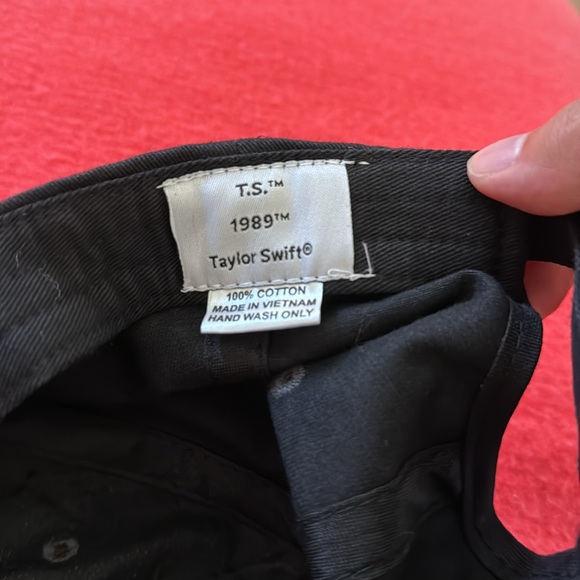 T.S.™
1989™
Taylor Swift®
100% COTTON
MADE IN VIETNAM
HAND WASH ONLY